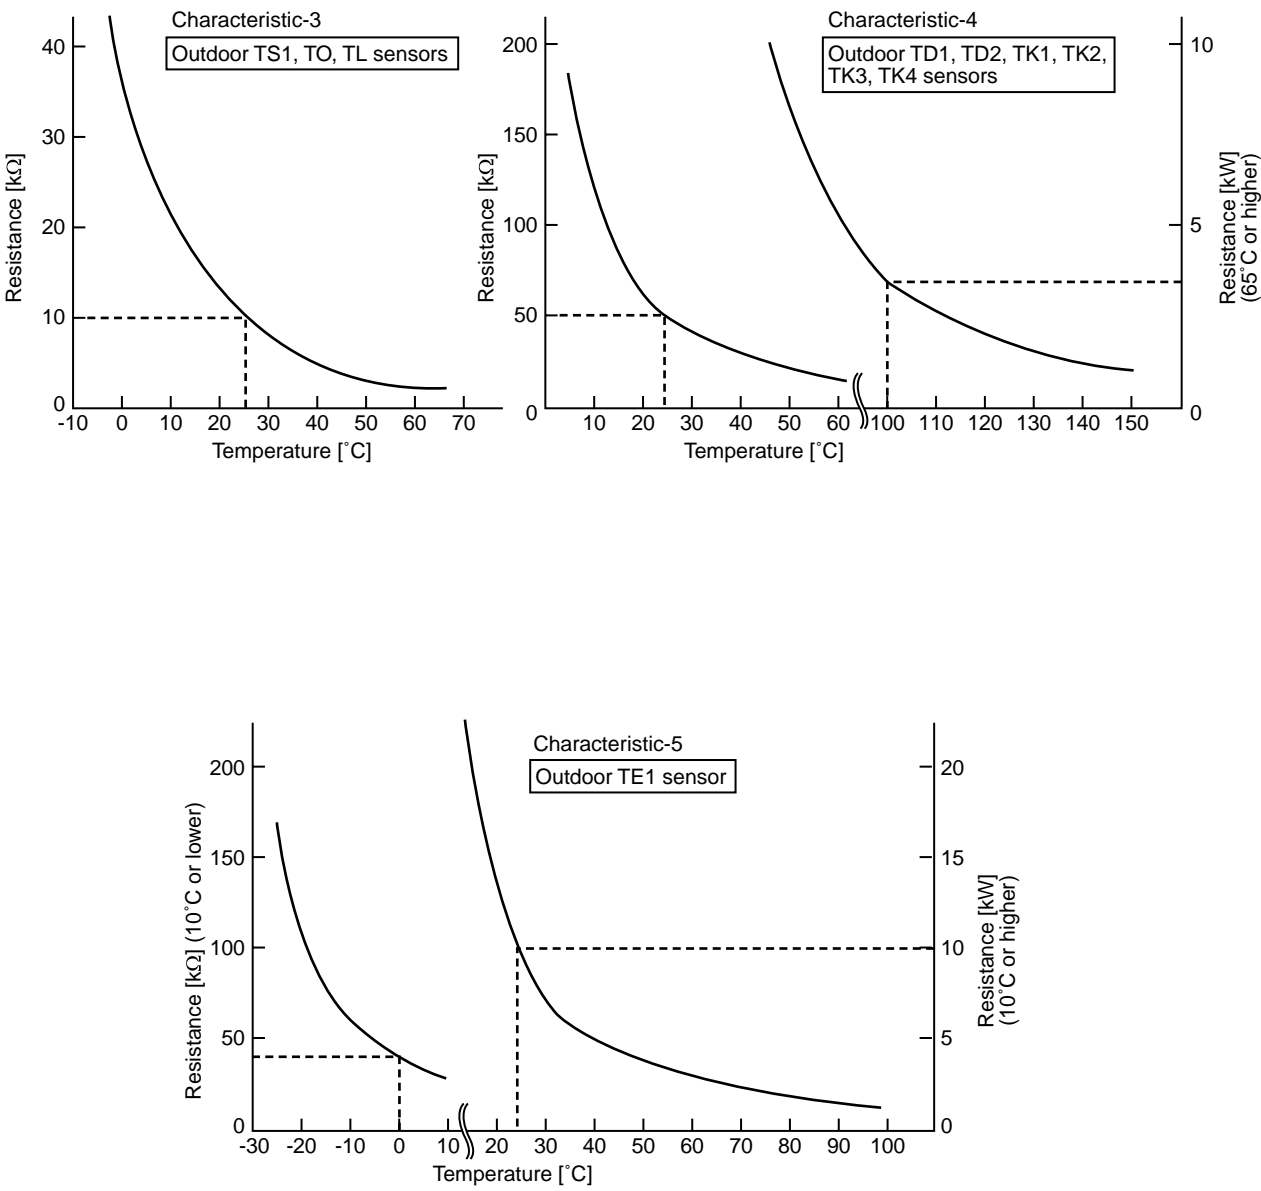 Characteristic-3
Outdoor TS1, TO, TL sensors
40
30
20
10
0
Resistance [kΩ]
-10 0 10 20 30 40 50 60 70
Temperature [˚C]
Characteristic-4
Outdoor TD1, TD2, TK1, TK2,
TK3, TK4 sensors
200
150
100
50
0
Resistance [kΩ]
10 20 30 40 50 60 100 110 120 130 140 150
Temperature [˚C]
10
5
0
Resistance [kW]
(65˚C or higher)
Characteristic-5
Outdoor TE1 sensor
200
150
100
50
0
Resistance [kΩ] (10˚C or lower)
-30 -20 -10 0 10 20 30 40 50 60 70 80 90 100
Temperature [˚C]
20
15
10
5
0
Resistance [kW]
(10˚C or higher)